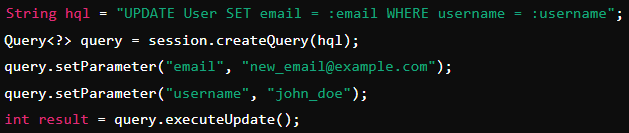 String hql = "UPDATE User SET email = :email WHERE username = :username";
Query<?> query = session.createQuery(hql);
query.setParameter("email", "new_email@example.com");
query.setParameter("username", "john_doe");
int result = query.executeUpdate();